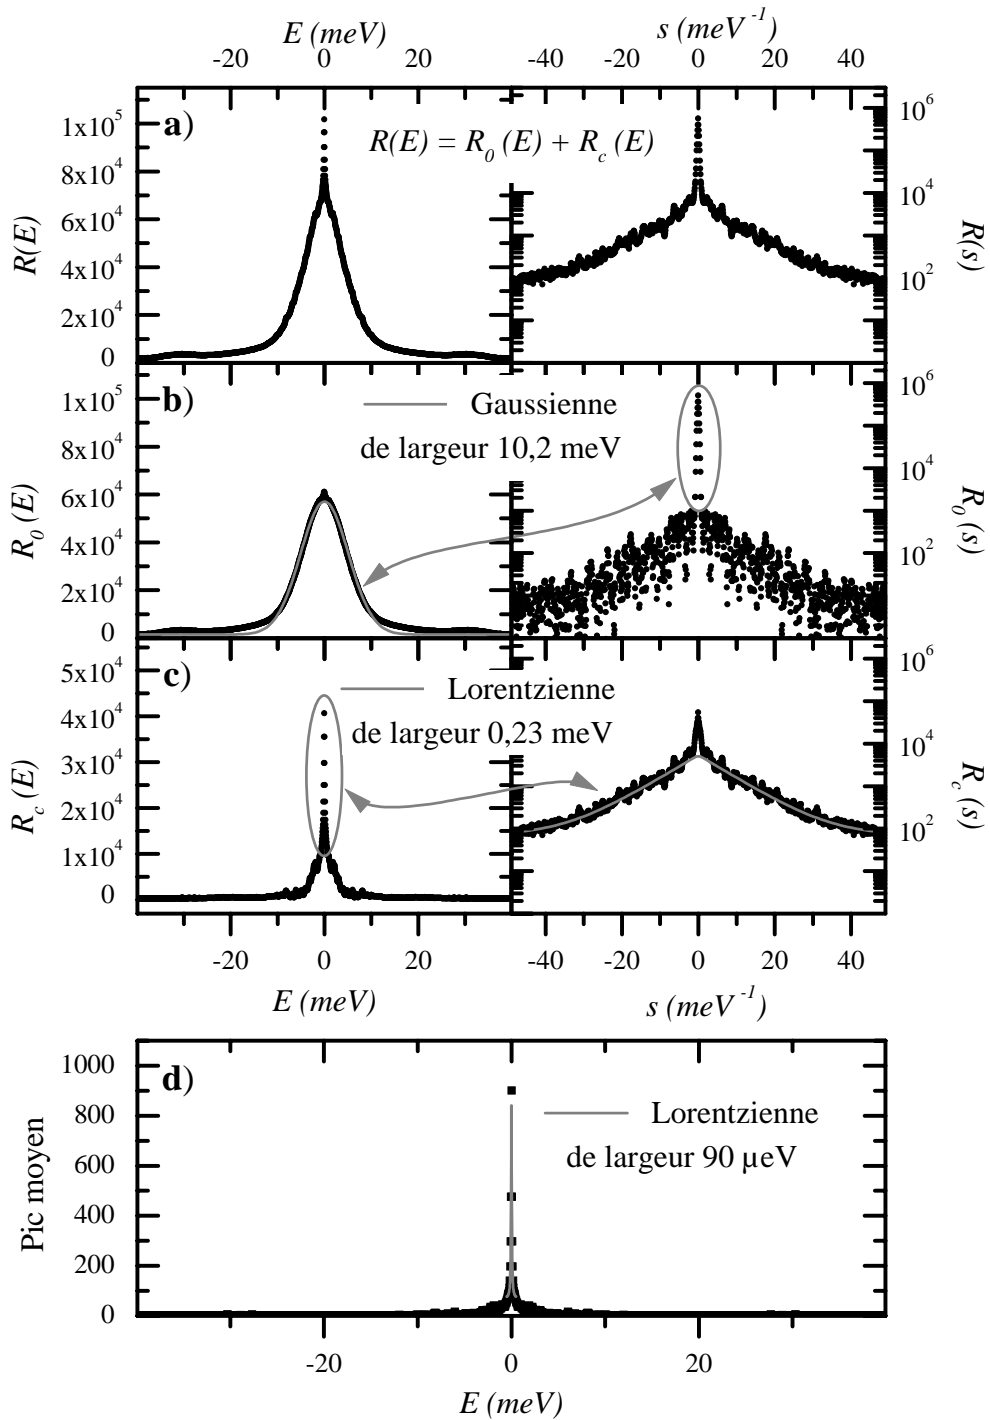 E (meV)
s (meV⁻¹)
-20 0 20
-40 -20 0 20 40
a)
R(E) = R₀ (E) + R_c (E)
1x10⁵
8x10⁴
6x10⁴
4x10⁴
2x10⁴
0
R(E)
10⁶
10⁴
10²
R(s)
b)
Gaussienne
de largeur 10,2 meV
1x10⁵
8x10⁴
6x10⁴
4x10⁴
2x10⁴
0
R₀ (E)
10⁶
10⁴
10²
R₀ (s)
c)
Lorentzienne
de largeur 0,23 meV
5x10⁴
4x10⁴
3x10⁴
2x10⁴
1x10⁴
0
R_c (E)
10⁶
10⁴
10²
R_c (s)
-20 0 20
-40 -20 0 20 40
E (meV)
s (meV⁻¹)
d)
Lorentzienne
de largeur 90 µeV
1000
800
600
400
200
0
Pic moyen
-20 0 20
E (meV)